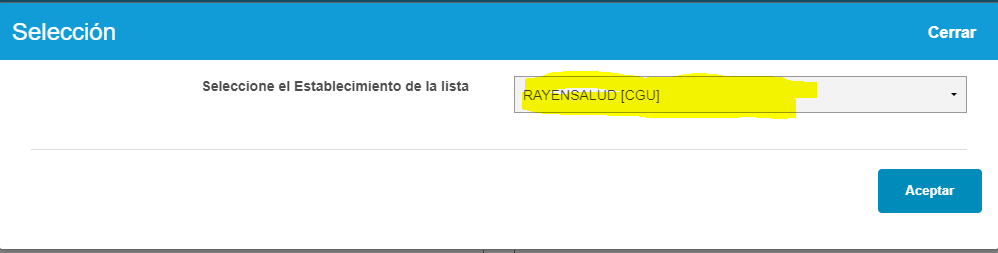 Selección
Cerrar
Seleccione el Establecimiento de la lista
RAYENSALUD [CGU]
Aceptar